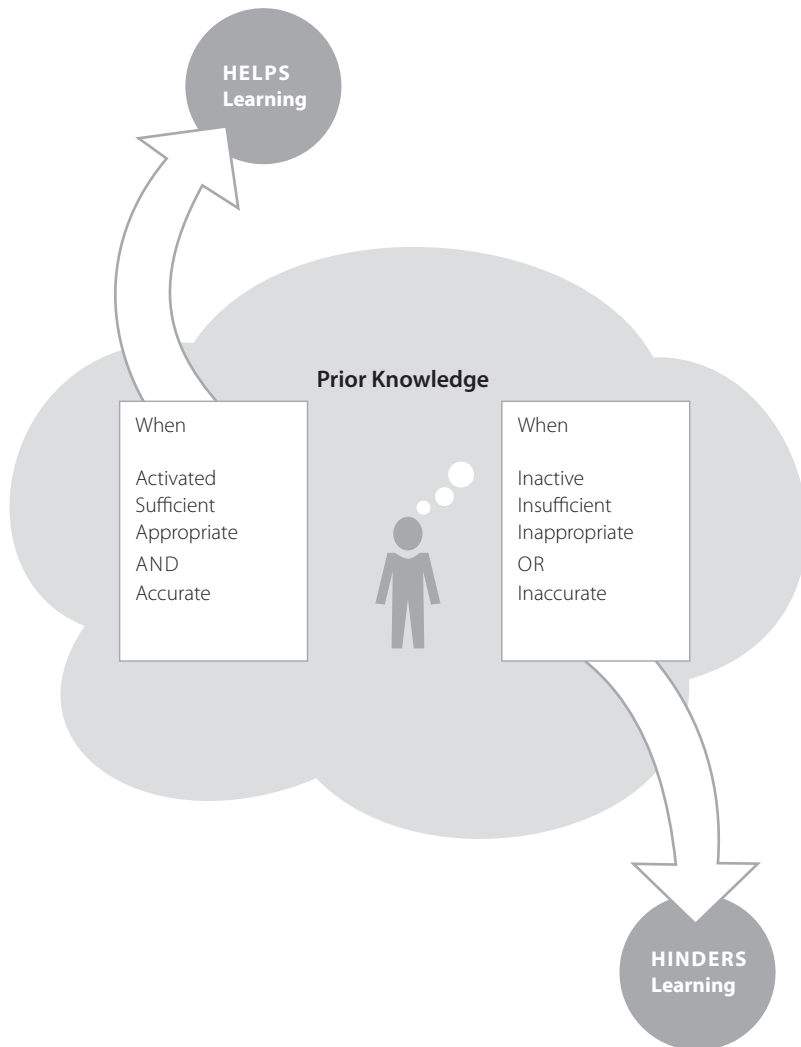 HELPS
Learning
Prior Knowledge
When
Activated
Sufficient
Appropriate
AND
Accurate
When
Inactive
Insufficient
Inappropriate
OR
Inaccurate
HINDERS
Learning